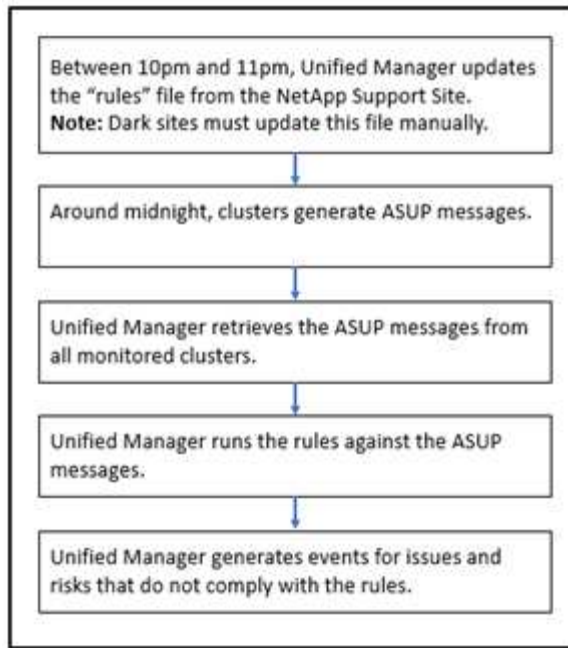 Between 10pm and 11pm, Unified Manager updates
the “rules” file from the NetApp Support Site.
Note: Dark sites must update this file manually.
Around midnight, clusters generate ASUP messages.
Unified Manager retrieves the ASUP messages from
all monitored clusters.
Unified Manager runs the rules against the ASUP
messages.
Unified Manager generates events for issues and
risks that do not comply with the rules.